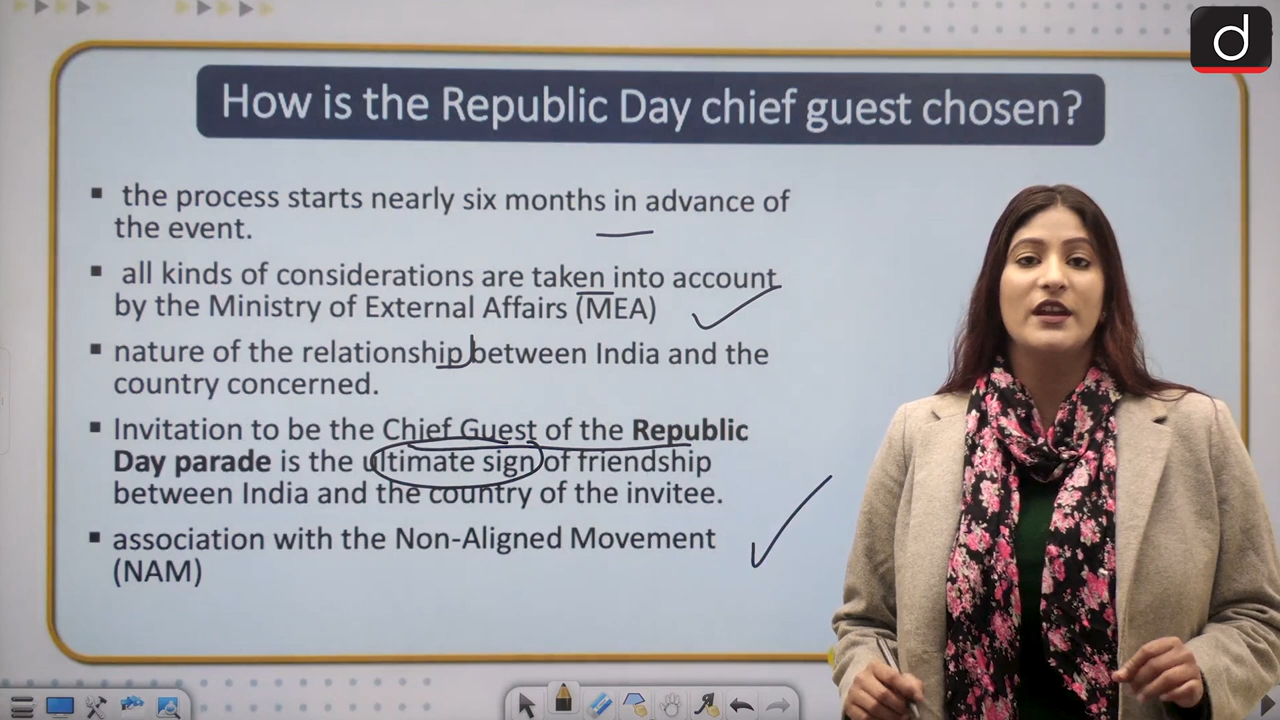 d
How is the Republic Day chief guest chosen?
the process starts nearly six months in advance of
the event.
all kinds of considerations are taken into account
by the Ministry of External Affairs (MEA)
nature of the relationship between India and the
country concerned.
Invitation to be the Chief Guest of the Republic
Day parade is the ultimate sign of friendship
between India and the country of the invitee.
association with the Non-Aligned Movement
(NAM)